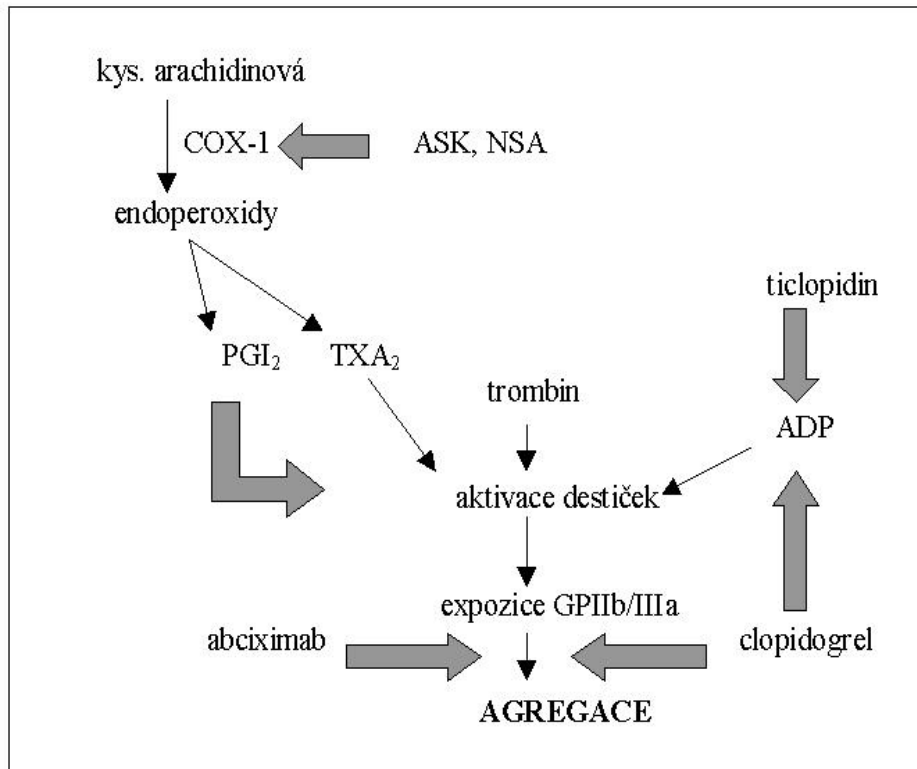 kys. arachidinová
COX-1
ASK, NSA
endoperoxidy
ticlopidin
PGI₂
TXA₂
trombin
ADP
aktivace destiček
expozice GPIIb/IIIa
abciximab
clopidogrel
AGREGACE